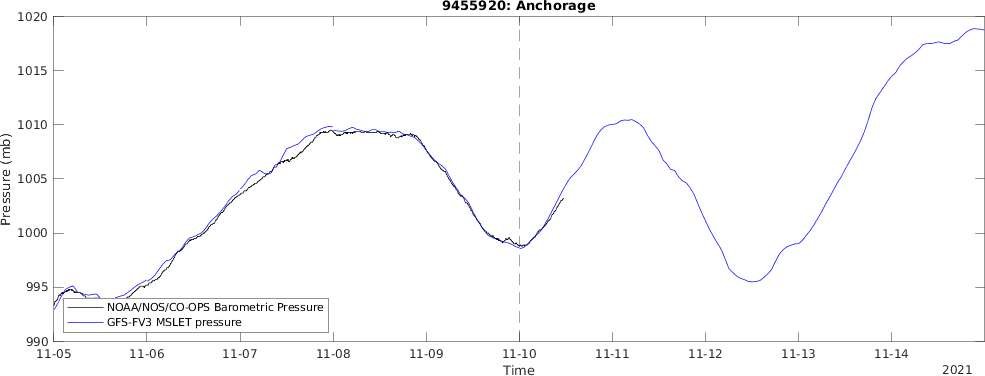 9455920: Anchorage
Pressure (mb)
1020
1015
1010
1005
1000
995
990
NOAA/NOS/CO-OPS Barometric Pressure
GFS-FV3 MSLET pressure
11-05 11-06 11-07 11-08 11-09 11-10 11-11 11-12 11-13 11-14
Time
2021